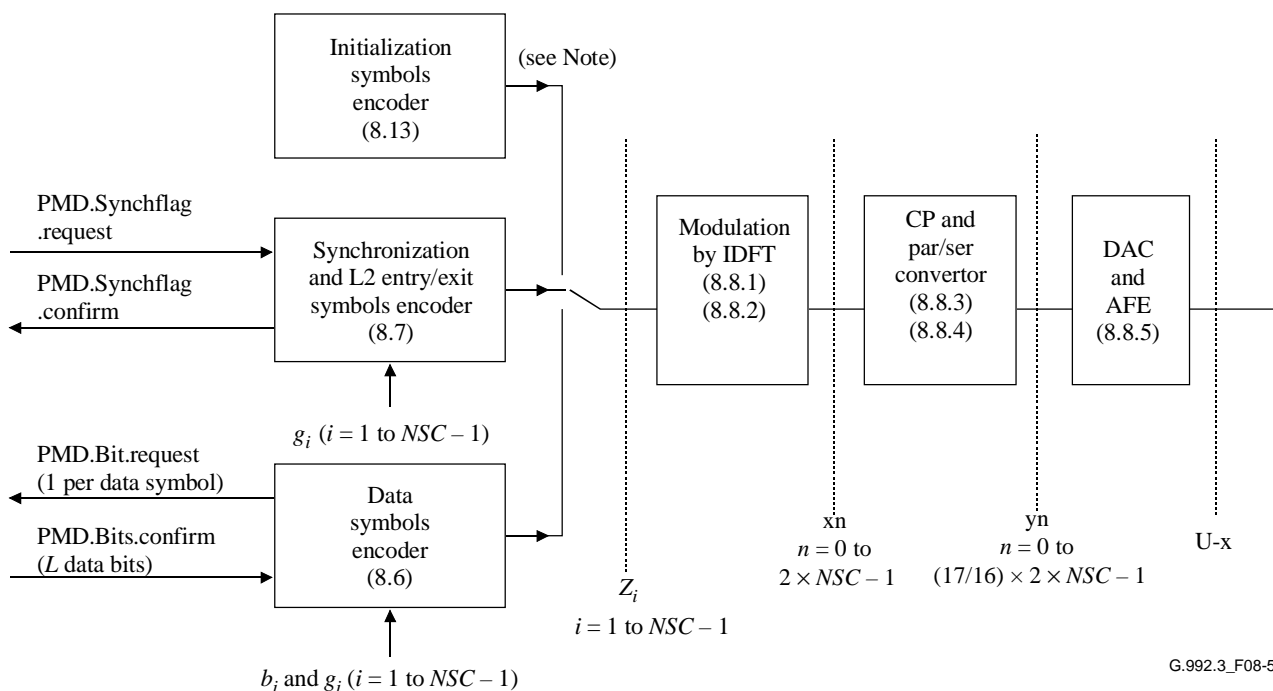 Initialization
symbols
encoder
(8.13)
(see Note)
PMD.Synchflag
.request
PMD.Synchflag
.confirm
Synchronization
and L2 entry/exit
symbols encoder
(8.7)
g_i (i = 1 to NSC – 1)
Modulation
by IDFT
(8.8.1)
(8.8.2)
CP and
par/ser
convertor
(8.8.3)
(8.8.4)
DAC
and
AFE
(8.8.5)
PMD.Bit.request
(1 per data symbol)
PMD.Bits.confirm
(L data bits)
Data
symbols
encoder
(8.6)
b_i and g_i (i = 1 to NSC – 1)
Z_i
i = 1 to NSC – 1
xn
n = 0 to
2 × NSC – 1
yn
n = 0 to
(17/16) × 2 × NSC – 1
U-x
G.992.3_F08-5